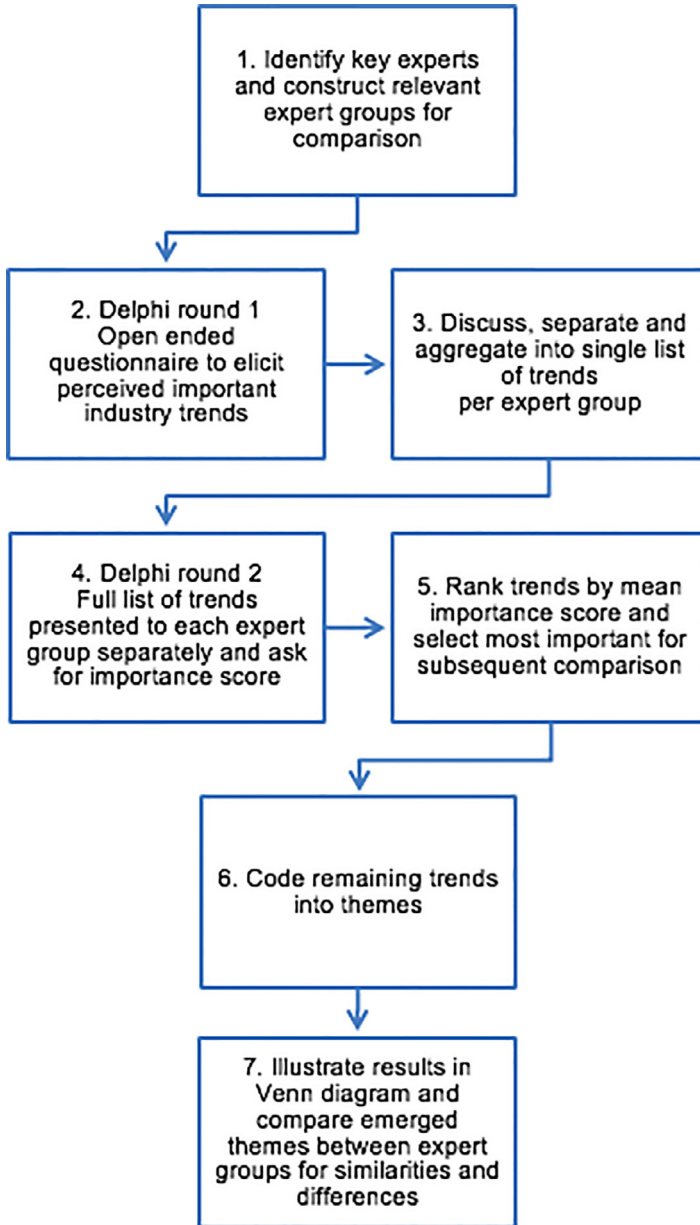 1. Identify key experts
and construct relevant
expert groups for
comparison
2. Delphi round 1
Open ended
questionnaire to elicit
perceived important
industry trends
3. Discuss, separate and
aggregate into single list
of trends
per expert group
4. Delphi round 2
Full list of trends
presented to each expert
group separately and ask
for importance score
5. Rank trends by mean
importance score and
select most important for
subsequent comparison
6. Code remaining trends
into themes
7. Illustrate results in
Venn diagram and
compare emerged
themes between expert
groups for similarities and
differences